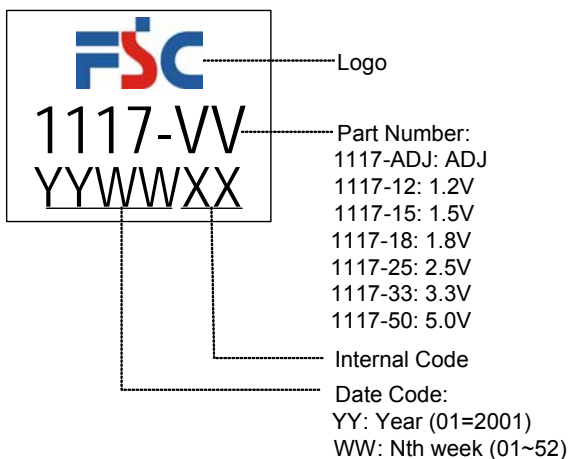 FSC
Logo
1117-VV
Part Number:
1117-ADJ: ADJ
1117-12: 1.2V
1117-15: 1.5V
1117-18: 1.8V
1117-25: 2.5V
1117-33: 3.3V
1117-50: 5.0V
YYWWXX
Internal Code
Date Code:
YY: Year (01=2001)
WW: Nth week (01~52)